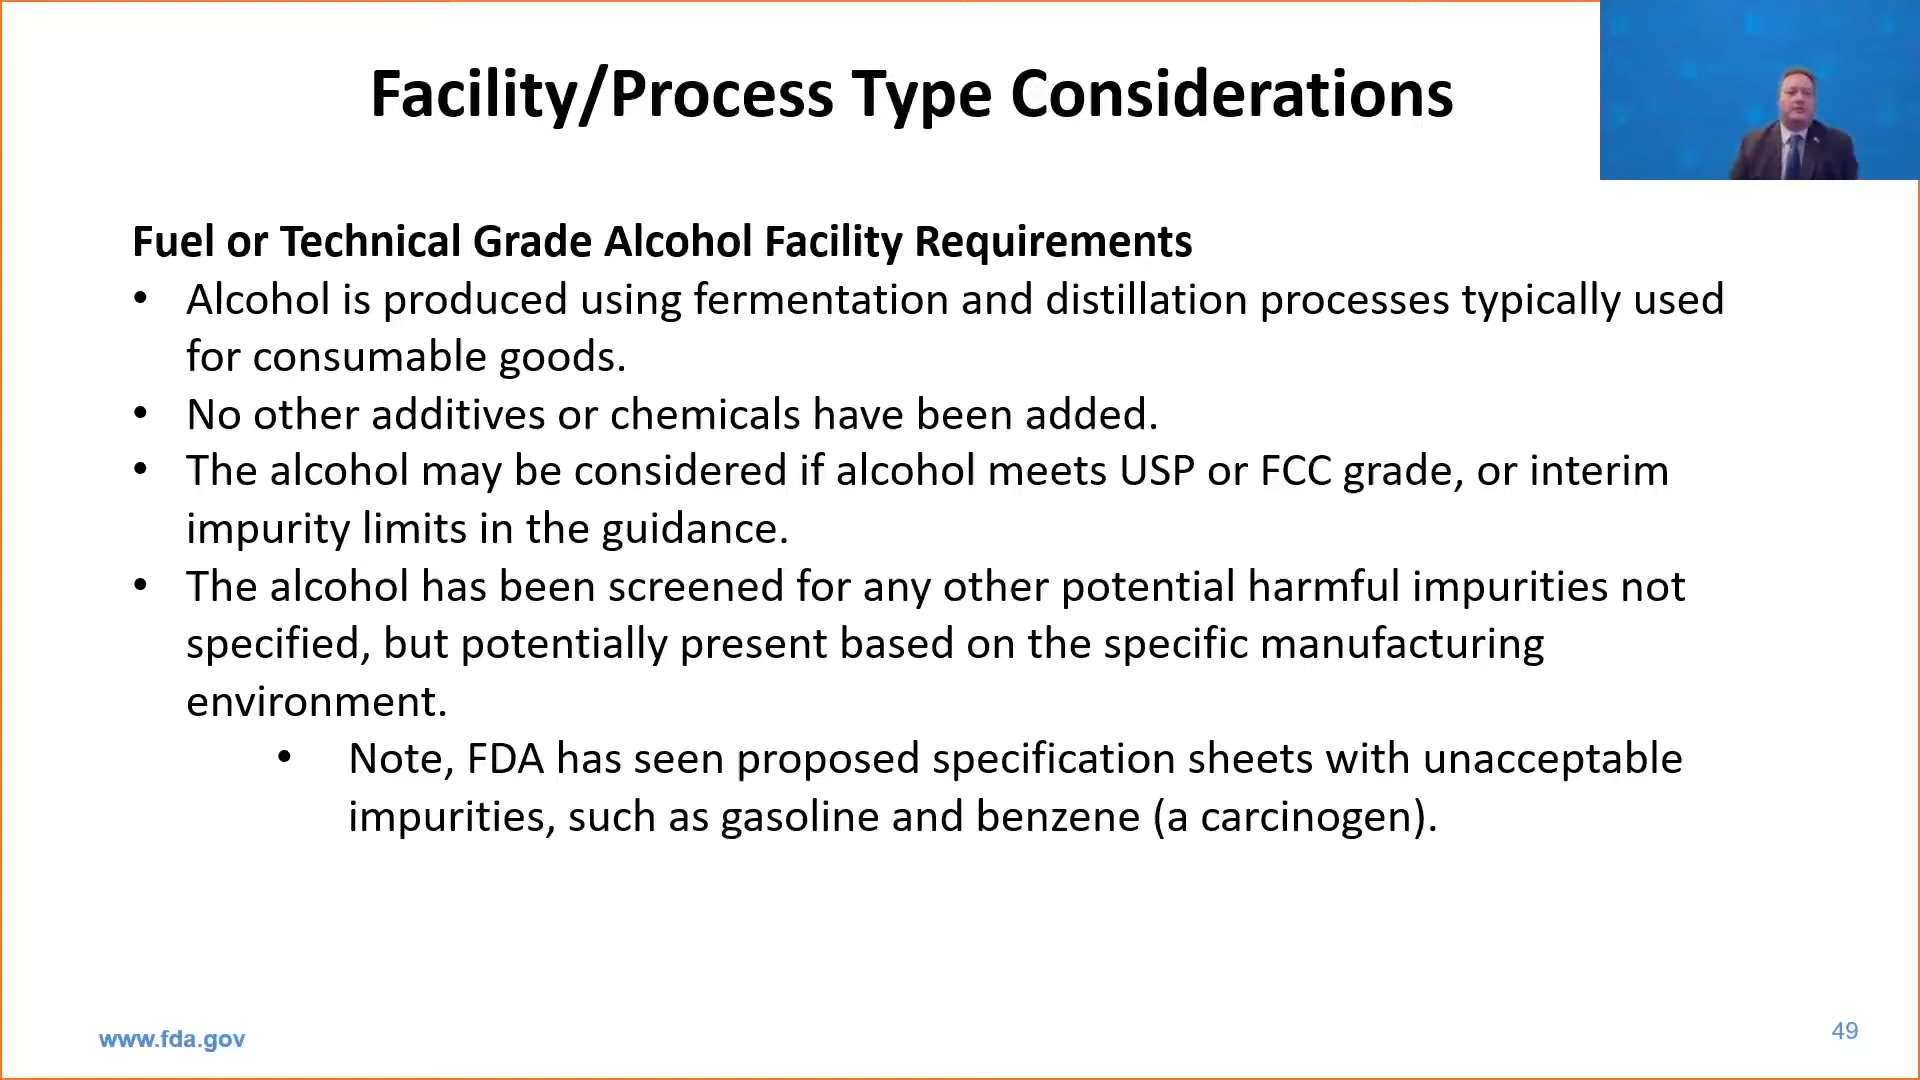 Facility/Process Type Considerations
Fuel or Technical Grade Alcohol Facility Requirements
• Alcohol is produced using fermentation and distillation processes typically used
for consumable goods.
• No other additives or chemicals have been added.
• The alcohol may be considered if alcohol meets USP or FCC grade, or interim
impurity limits in the guidance.
• The alcohol has been screened for any other potential harmful impurities not
specified, but potentially present based on the specific manufacturing
environment.
• Note, FDA has seen proposed specification sheets with unacceptable
impurities, such as gasoline and benzene (a carcinogen).
www.fda.gov
49